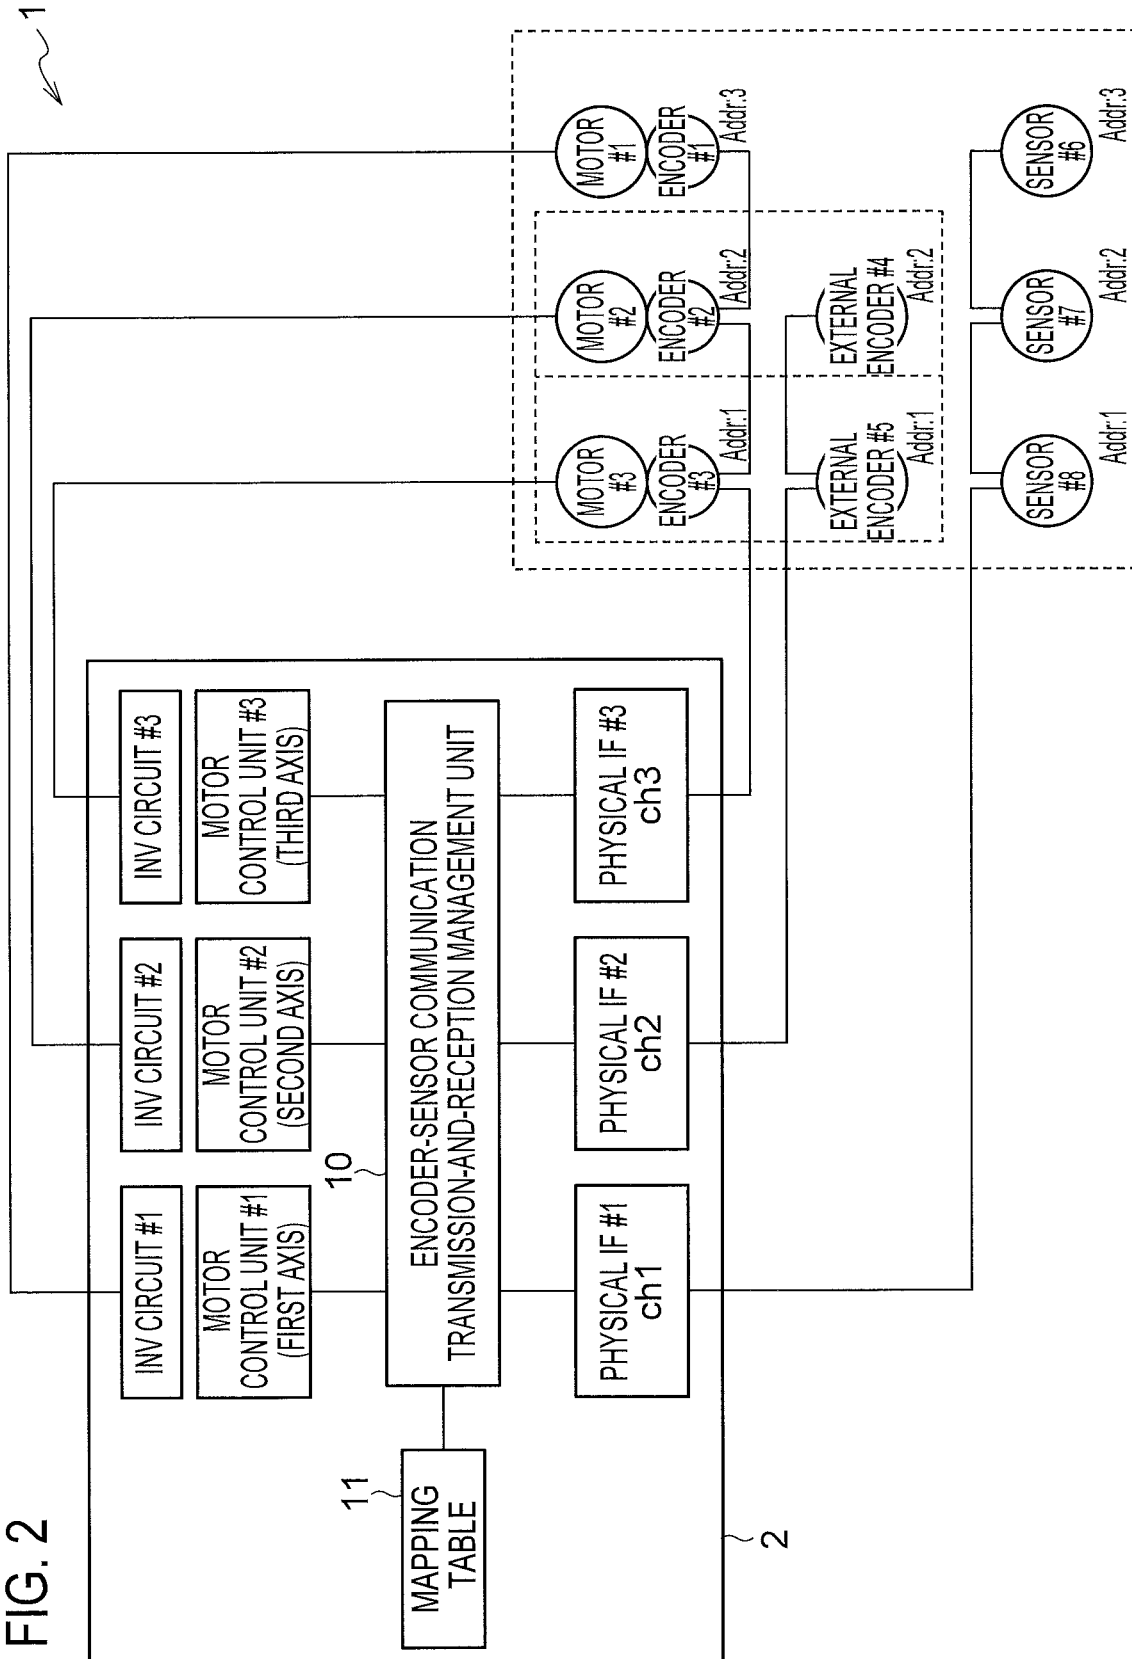 FIG. 2
1
2
10
11
MAPPING
TABLE
INV CIRCUIT #1
INV CIRCUIT #2
INV CIRCUIT #3
MOTOR
CONTROL UNIT #1
(FIRST AXIS)
MOTOR
CONTROL UNIT #2
(SECOND AXIS)
MOTOR
CONTROL UNIT #3
(THIRD AXIS)
ENCODER-SENSOR COMMUNICATION
TRANSMISSION-AND-RECEPTION MANAGEMENT UNIT
PHYSICAL IF #1
ch1
PHYSICAL IF #2
ch2
PHYSICAL IF #3
ch3
MOTOR
#3
MOTOR
#2
MOTOR
#1
ENCODER
#3
Addr:1
ENCODER
#2
Addr:2
ENCODER
#1
Addr:3
EXTERNAL
ENCODER #5
Addr:1
EXTERNAL
ENCODER #4
Addr:2
SENSOR
#8
Addr:1
SENSOR
#7
Addr:2
SENSOR
#6
Addr:3